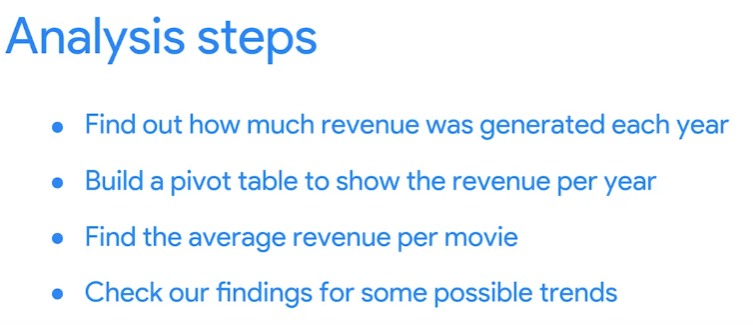 Analysis steps
• Find out how much revenue was generated each year
• Build a pivot table to show the revenue per year
• Find the average revenue per movie
• Check our findings for some possible trends